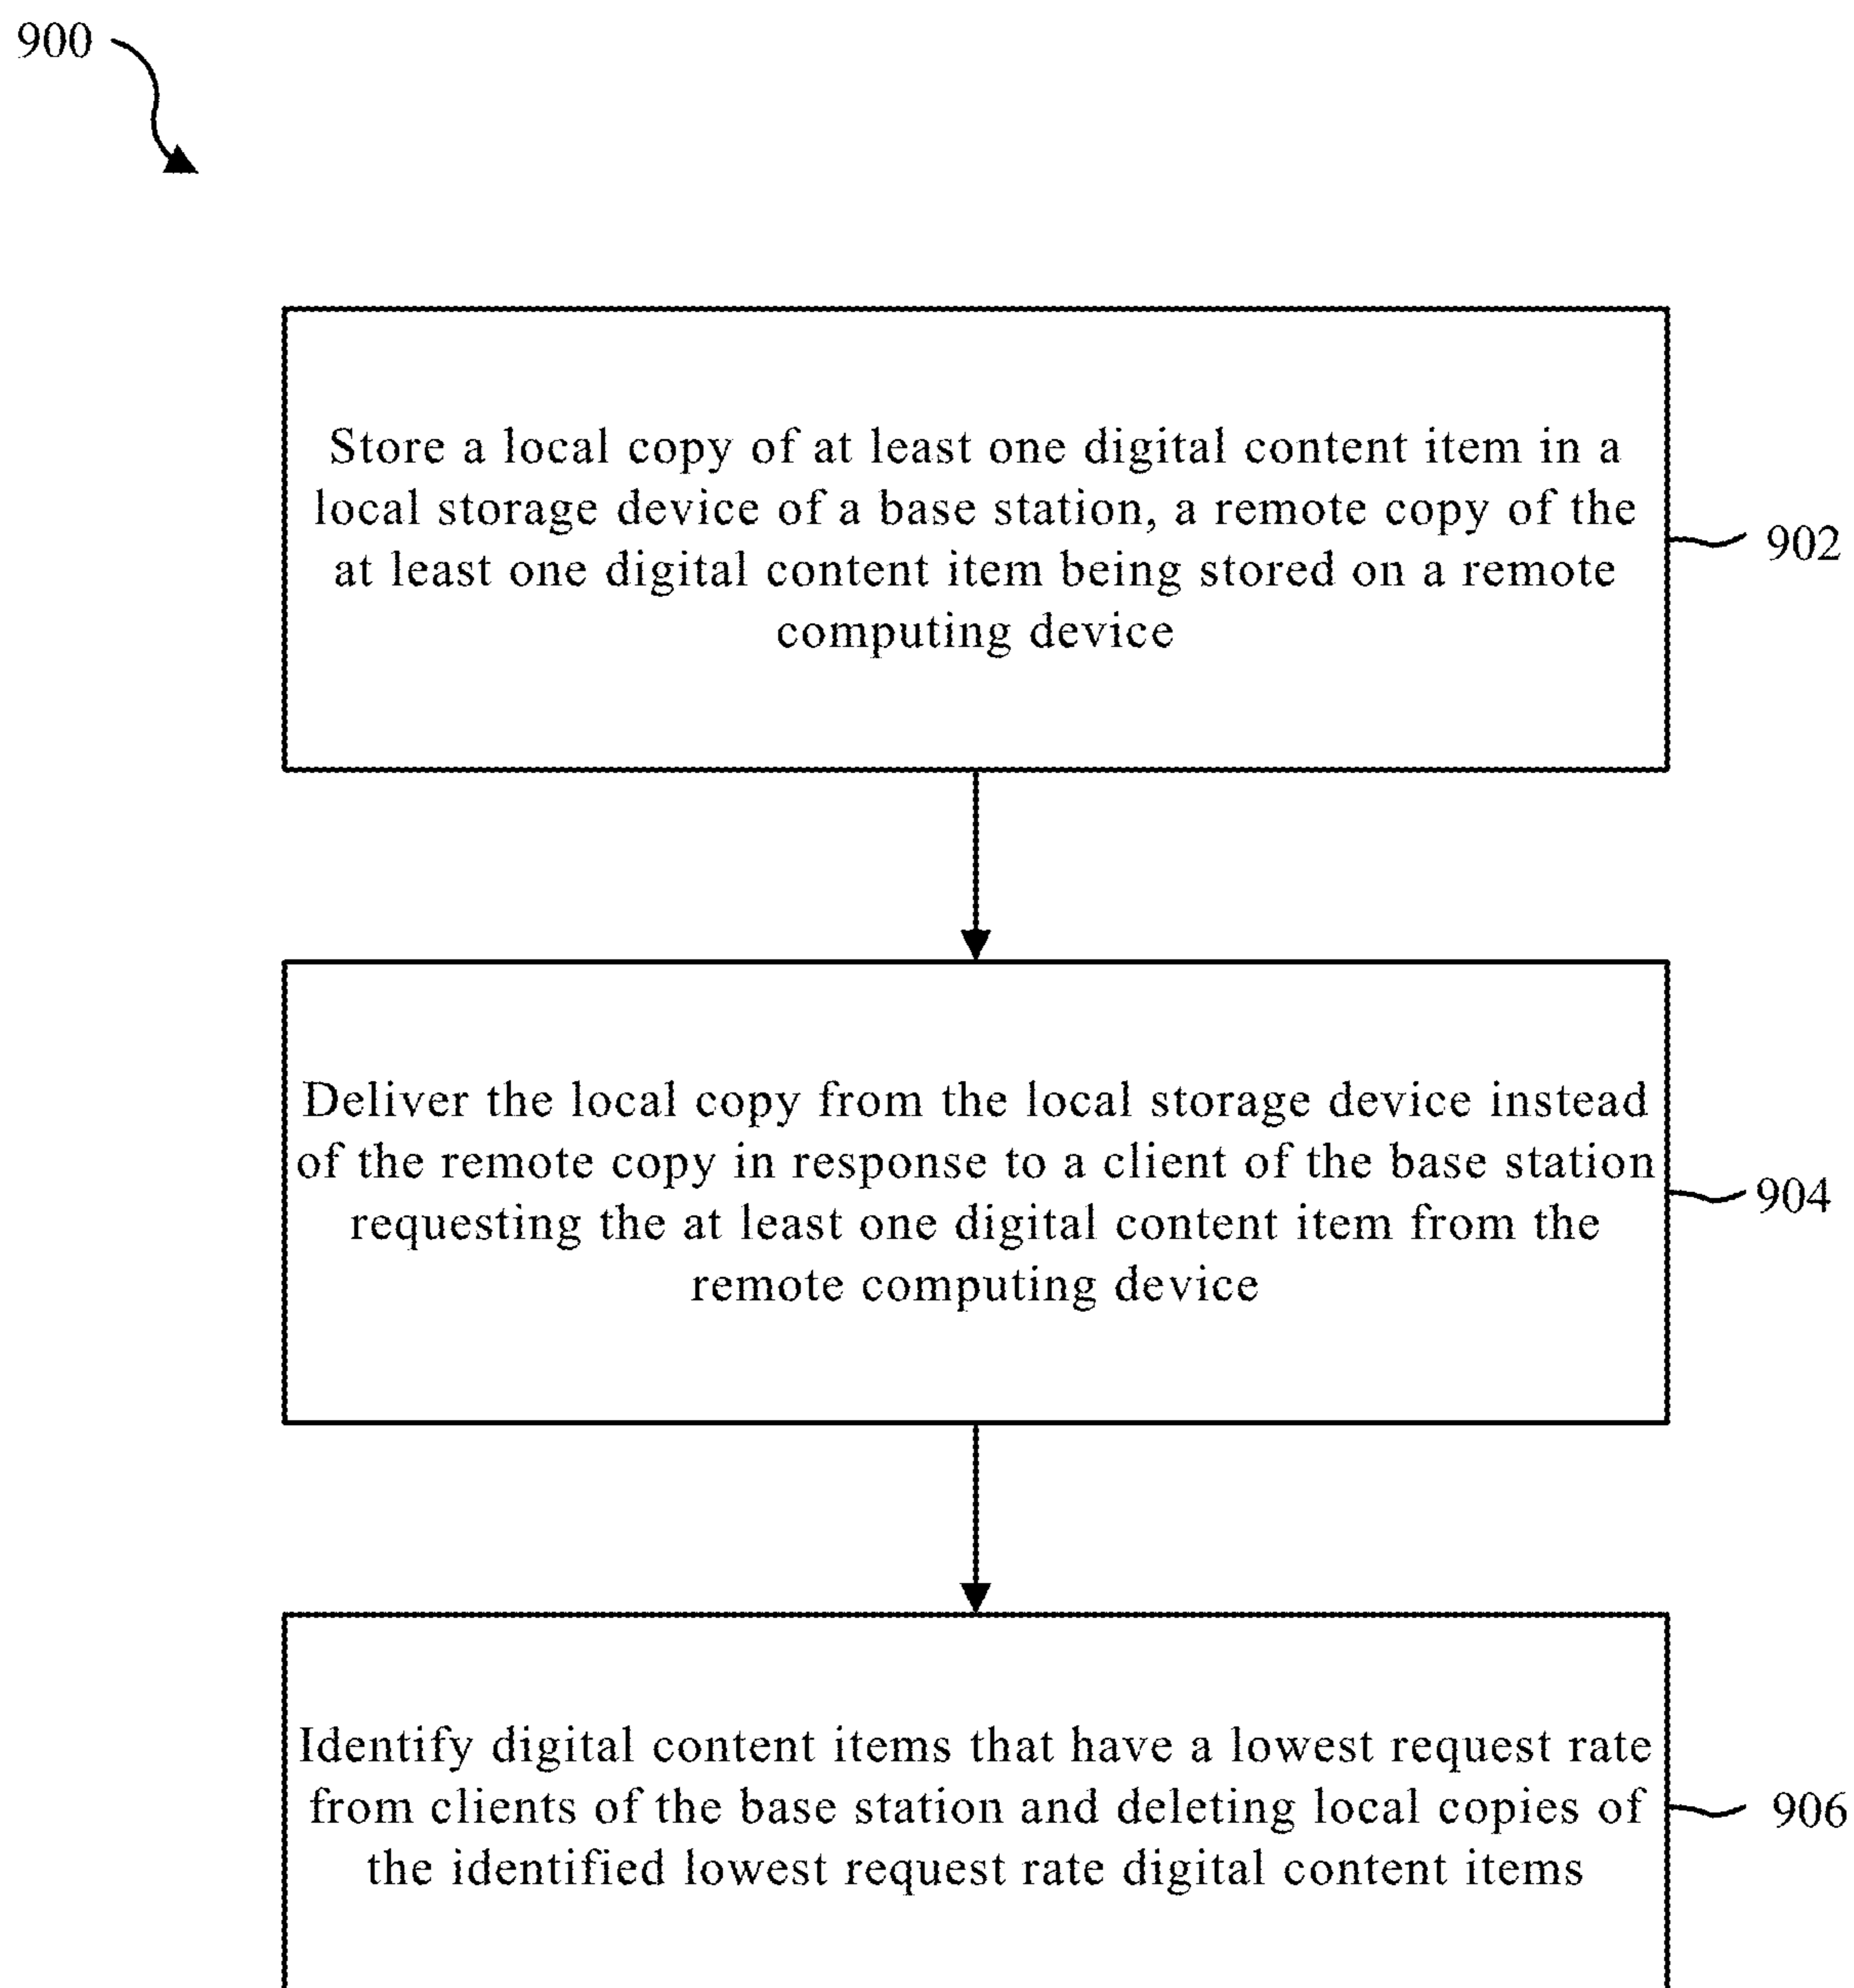 900
Store a local copy of at least one digital content item in a
local storage device of a base station, a remote copy of the
at least one digital content item being stored on a remote
computing device
902
Deliver the local copy from the local storage device instead
of the remote copy in response to a client of the base station
requesting the at least one digital content item from the
remote computing device
904
Identify digital content items that have a lowest request rate
from clients of the base station and deleting local copies of
the identified lowest request rate digital content items
906